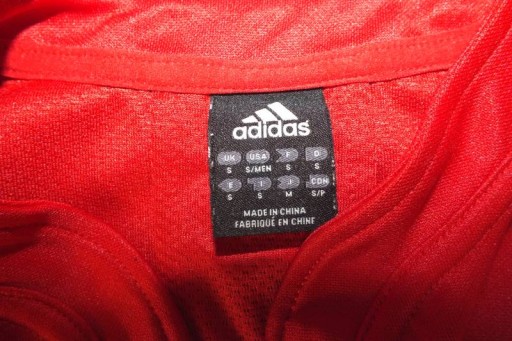 adidas
UK USA F D
S S/MEN S S
E I J CDN
S S M S/P
MADE IN CHINA
FABRIQUÉ EN CHINE